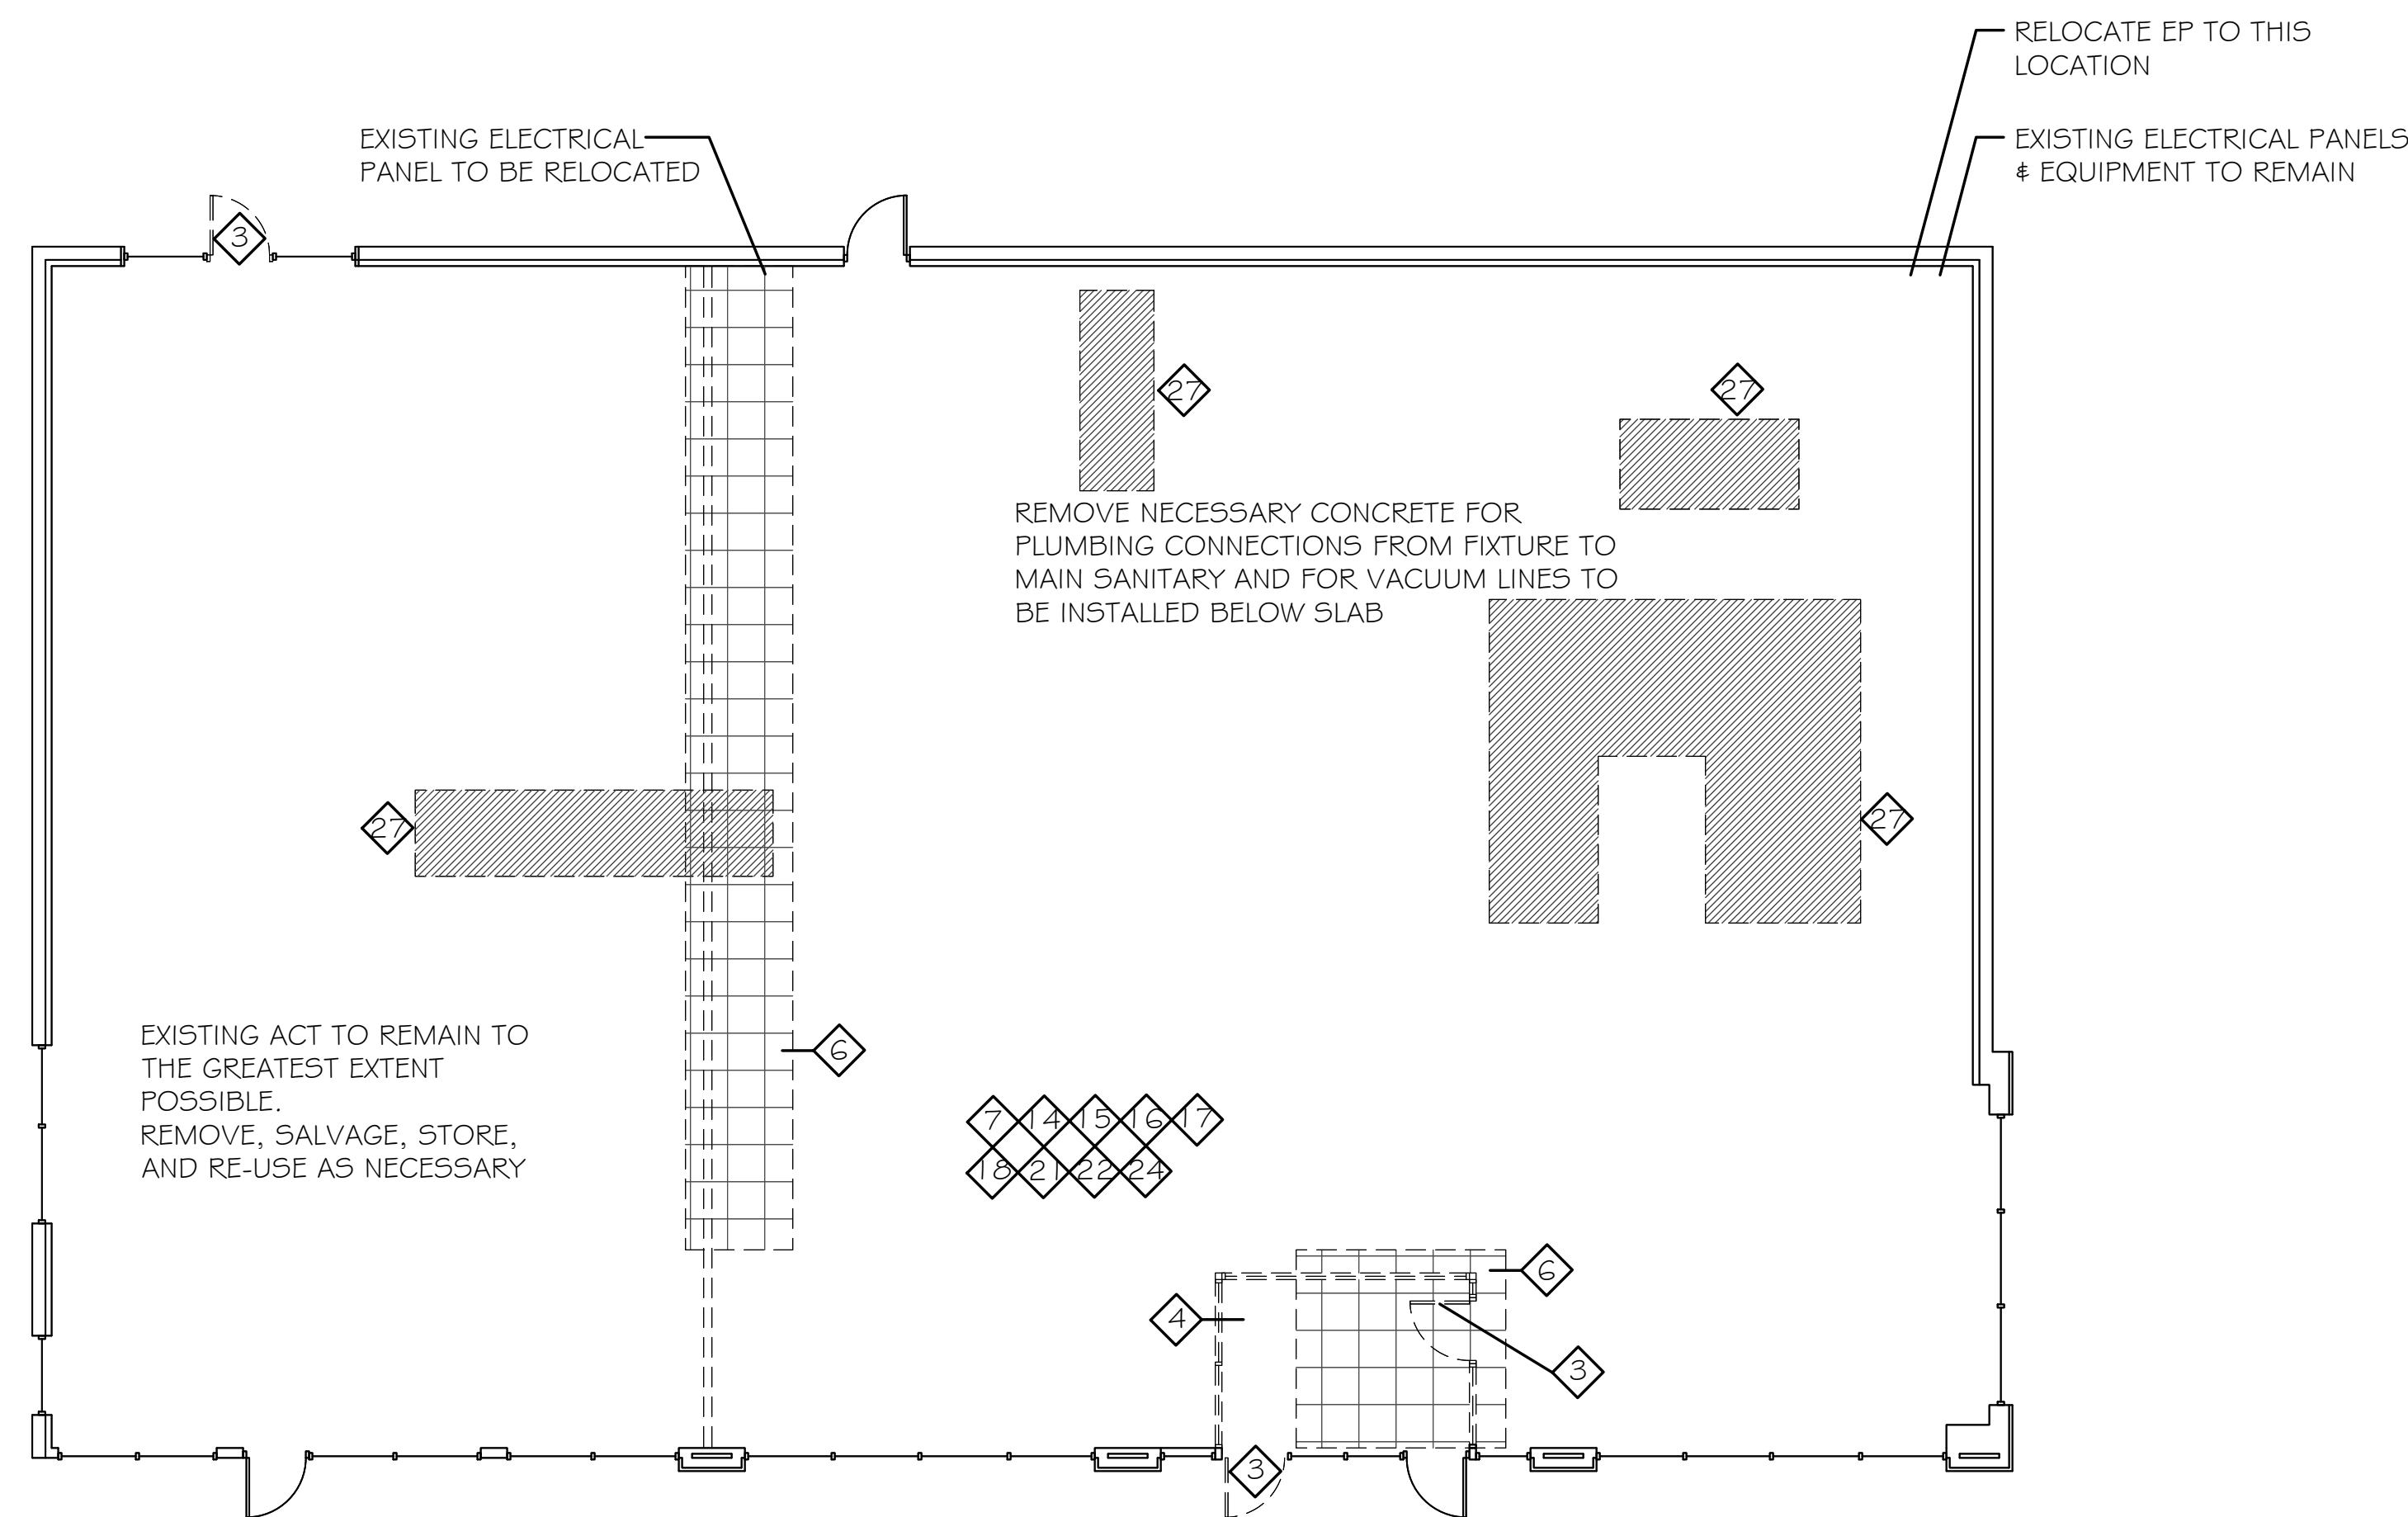 RELOCATE EP TO THIS
LOCATION
EXISTING ELECTRICAL
PANEL TO BE RELOCATED
EXISTING ELECTRICAL PANELS
& EQUIPMENT TO REMAIN
3
27
27
REMOVE NECESSARY CONCRETE FOR
PLUMBING CONNECTIONS FROM FIXTURE TO
MAIN SANITARY AND FOR VACUUM LINES TO
BE INSTALLED BELOW SLAB
27
27
EXISTING ACT TO REMAIN TO
THE GREATEST EXTENT
POSSIBLE.
REMOVE, SALVAGE, STORE,
AND RE-USE AS NECESSARY
6
7 14 15 16 17
18 21 22 24
6
4
3
3